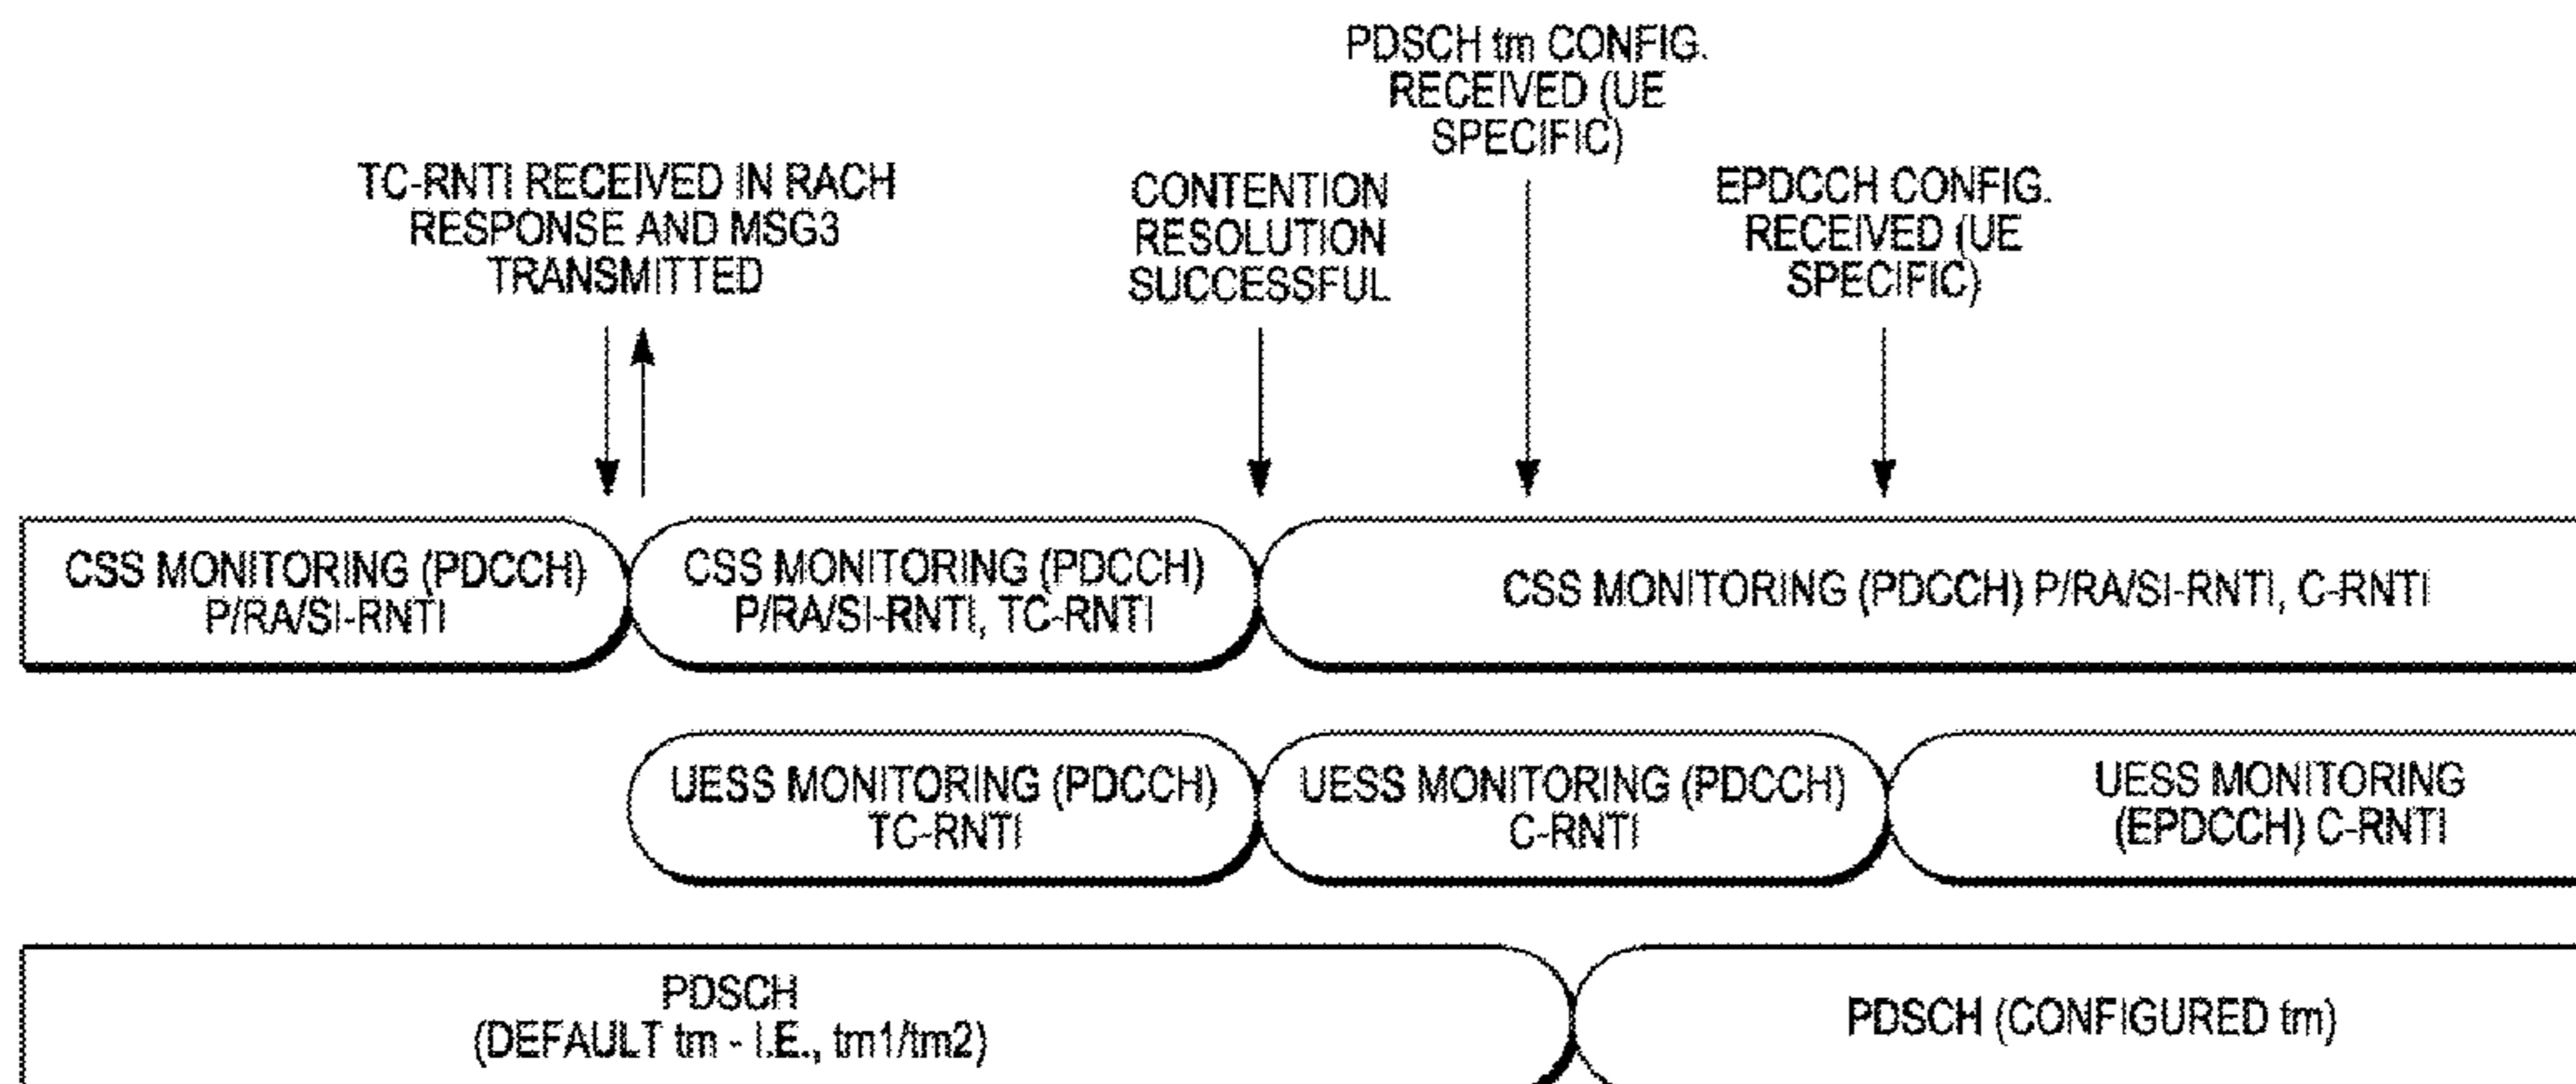 PDSCH tm CONFIG.
RECEIVED (UE
SPECIFIC)
TC-RNTI RECEIVED IN RACH
RESPONSE AND MSG3
TRANSMITTED
CONTENTION
RESOLUTION
SUCCESSFUL
EPDCCH CONFIG.
RECEIVED (UE
SPECIFIC)
CSS MONITORING (PDCCH)
P/RA/SI-RNTI
CSS MONITORING (PDCCH)
P/RA/SI-RNTI, TC-RNTI
CSS MONITORING (PDCCH) P/RA/SI-RNTI, C-RNTI
UESS MONITORING (PDCCH)
TC-RNTI
UESS MONITORING (PDCCH)
C-RNTI
UESS MONITORING
(EPDCCH) C-RNTI
PDSCH
(DEFAULT tm - I.E., tm1/tm2)
PDSCH (CONFIGURED tm)